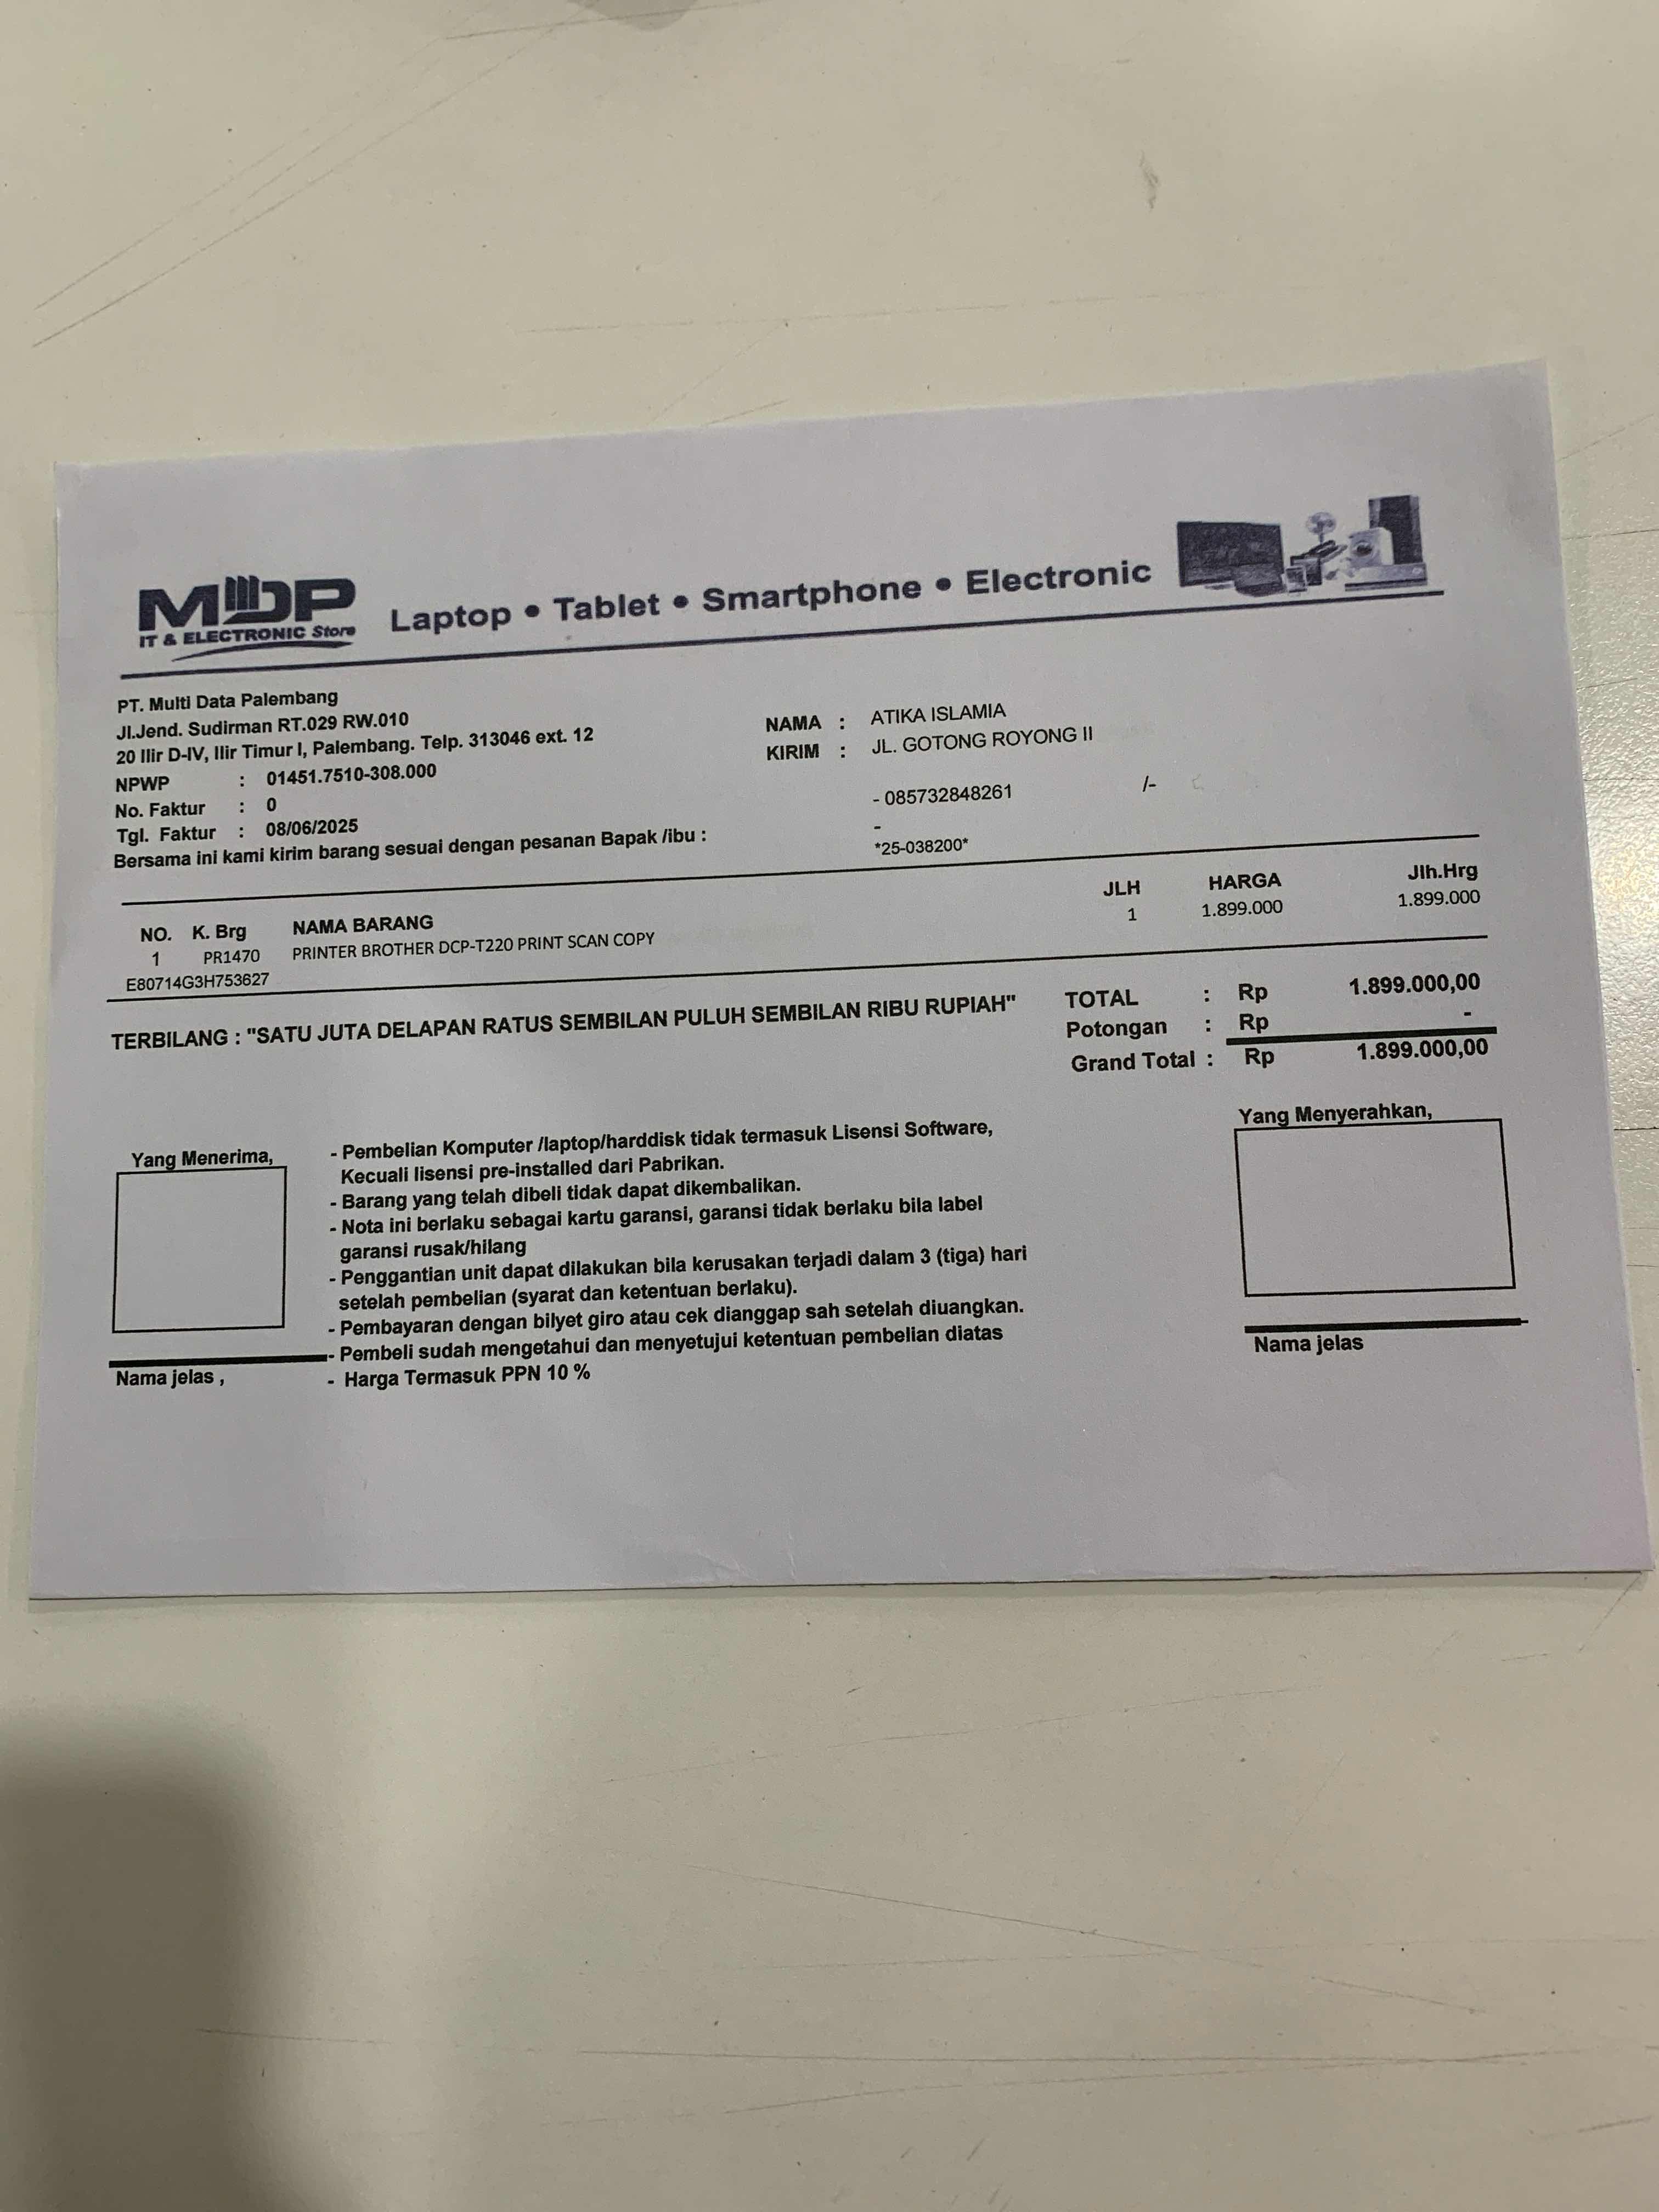 MDP
IT & ELECTRONIC Store
Laptop • Tablet • Smartphone • Electronic
PT. Multi Data Palembang
Jl.Jend. Sudirman RT.029 RW.010
20 Ilir D-IV, Ilir Timur I, Palembang. Telp. 313046 ext. 12
NPWP : 01451.7510-308.000
No. Faktur : 0
Tgl. Faktur : 08/06/2025
Bersama ini kami kirim barang sesuai dengan pesanan Bapak /ibu :
NAMA : ATIKA ISLAMIA
KIRIM : JL. GOTONG ROYONG II
- 085732848261 /-
-
*25-038200*
NO. K. Brg NAMA BARANG JLH HARGA Jlh.Hrg
1 PR1470 PRINTER BROTHER DCP-T220 PRINT SCAN COPY 1 1.899.000 1.899.000
E80714G3H753627
TERBILANG : "SATU JUTA DELAPAN RATUS SEMBILAN PULUH SEMBILAN RIBU RUPIAH"
TOTAL : Rp 1.899.000,00
Potongan : Rp -
Grand Total : Rp 1.899.000,00
Yang Menerima,
Nama jelas ,
- Pembelian Komputer /laptop/harddisk tidak termasuk Lisensi Software,
Kecuali lisensi pre-installed dari Pabrikan.
- Barang yang telah dibeli tidak dapat dikembalikan.
- Nota ini berlaku sebagai kartu garansi, garansi tidak berlaku bila label
garansi rusak/hilang
- Penggantian unit dapat dilakukan bila kerusakan terjadi dalam 3 (tiga) hari
setelah pembelian (syarat dan ketentuan berlaku).
- Pembayaran dengan bilyet giro atau cek dianggap sah setelah diuangkan.
- Pembeli sudah mengetahui dan menyetujui ketentuan pembelian diatas
- Harga Termasuk PPN 10 %
Yang Menyerahkan,
Nama jelas